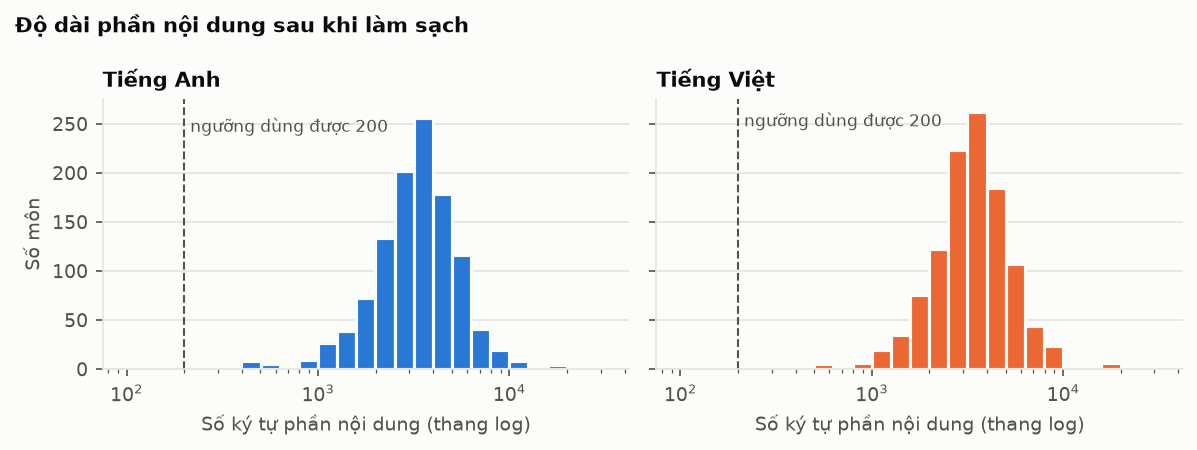 Độ dài phần nội dung sau khi làm sạch
Tiếng Anh
ngưỡng dùng được 200
250
200
150
100
50
0
Số môn
10²
10³
10⁴
Số ký tự phần nội dung (thang log)
Tiếng Việt
ngưỡng dùng được 200
10²
10³
10⁴
Số ký tự phần nội dung (thang log)